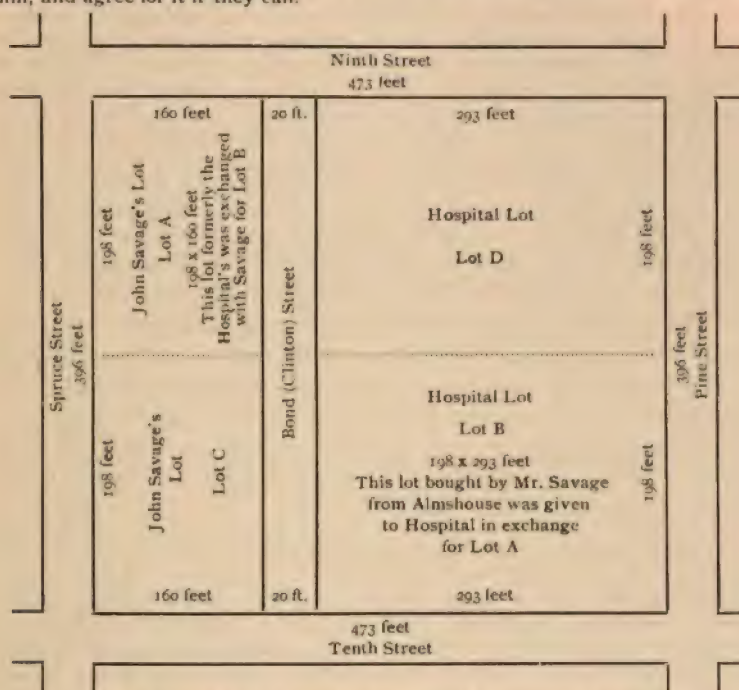 and agree for it if they can.
Ninth Street
473 feet
160 feet
20 ft.
293 feet
198 feet
John Savage's Lot
Lot A
198 x 160 feet
This lot formerly the
Hospital's was exchanged
with Savage for Lot B
Hospital Lot
Lot D
198 feet
Spruce Street
396 feet
Bond (Clinton) Street
396 feet
Pine Street
198 feet
John Savage's
Lot
Lot C
Hospital Lot
Lot B
198 x 293 feet
This lot bought by Mr. Savage
from Almshouse was given
to Hospital in exchange
for Lot A
198 feet
160 feet
20 ft.
293 feet
473 feet
Tenth Street